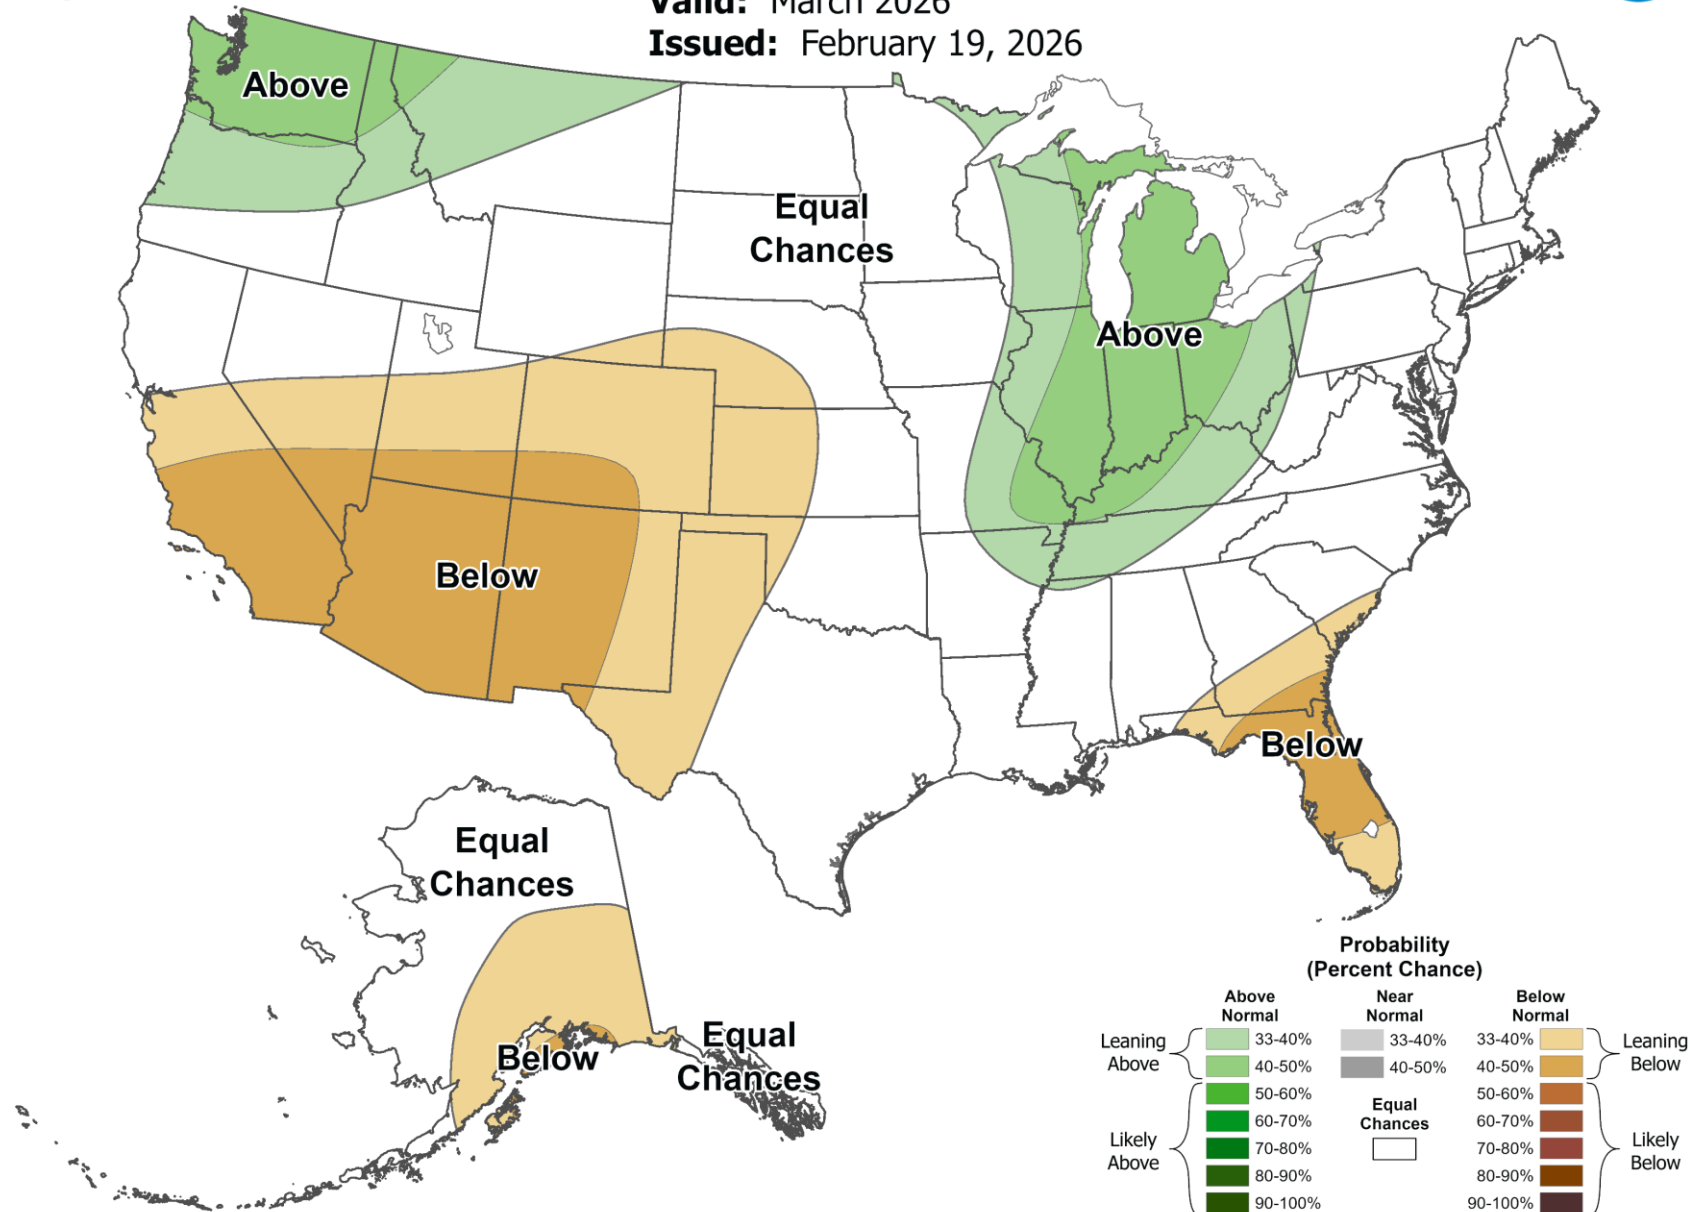 Valid: March 2026
Issued: February 19, 2026
Above
Equal
Chances
Above
Below
Below
Equal
Chances
Below
Equal
Chances
Probability
(Percent Chance)
Above
Normal
Near
Normal
Below
Normal
Leaning
Above
33-40%
33-40%
33-40%
Leaning
Below
40-50%
40-50%
40-50%
50-60%
50-60%
Equal
Chances
60-70%
60-70%
Likely
Above
70-80%
70-80%
Likely
Below
80-90%
80-90%
90-100%
90-100%